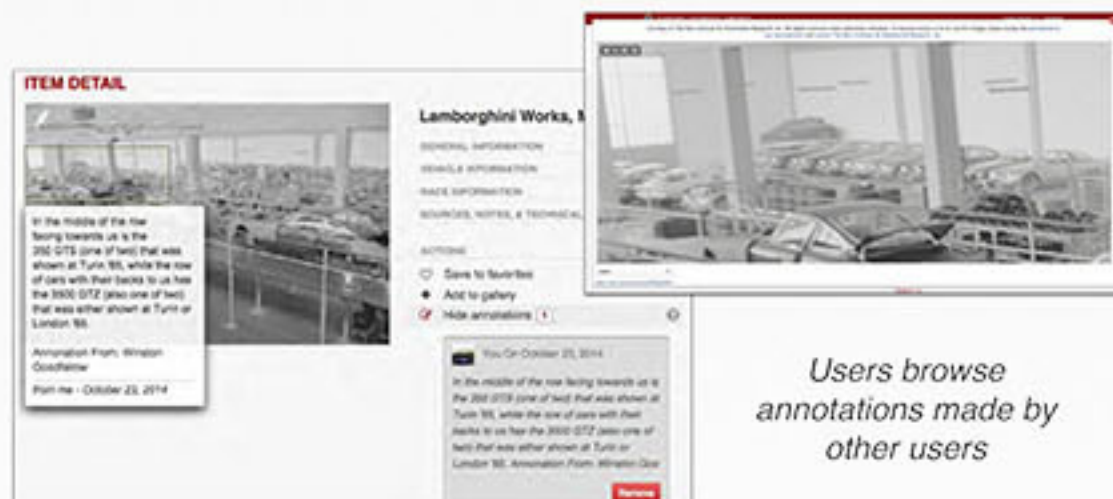 ITEM DETAIL
In the middle of the row
facing towards us is the
350 GTS (one of two) that was
shown at Turin '65, while the row
of cars with their backs to us has
the 3500 GTZ (also one of two)
that was either shown at Turin or
London '65.
Annotation From: Winston
Goodfellow
from me - October 23, 2014
Lamborghini Works, M
GENERAL INFORMATION
VEHICLE INFORMATION
RACE INFORMATION
SOURCES, NOTES, & TECHNICAL
ACTIONS
Save to favorites
Add to gallery
Hide annotations 1
You On October 23, 2014
In the middle of the row facing towards us is
the 350 GTS (one of two) that was shown at
Turin '65, while the row of cars with their
backs to us has the 3500 GTZ (also one of
two) that was either shown at Turin or
London '65. Annotation From: Winston Goo
Remove
Users browse
annotations made by
other users